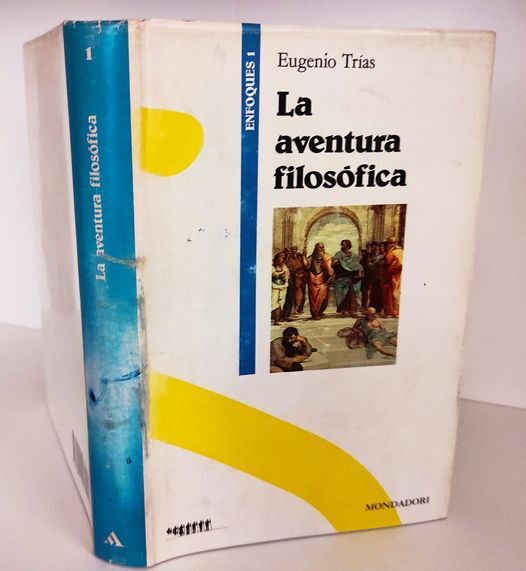 1
La aventura filosófica
ENFOQUES 1
Eugenio Trías
La
aventura
filosófica
MONDADORI